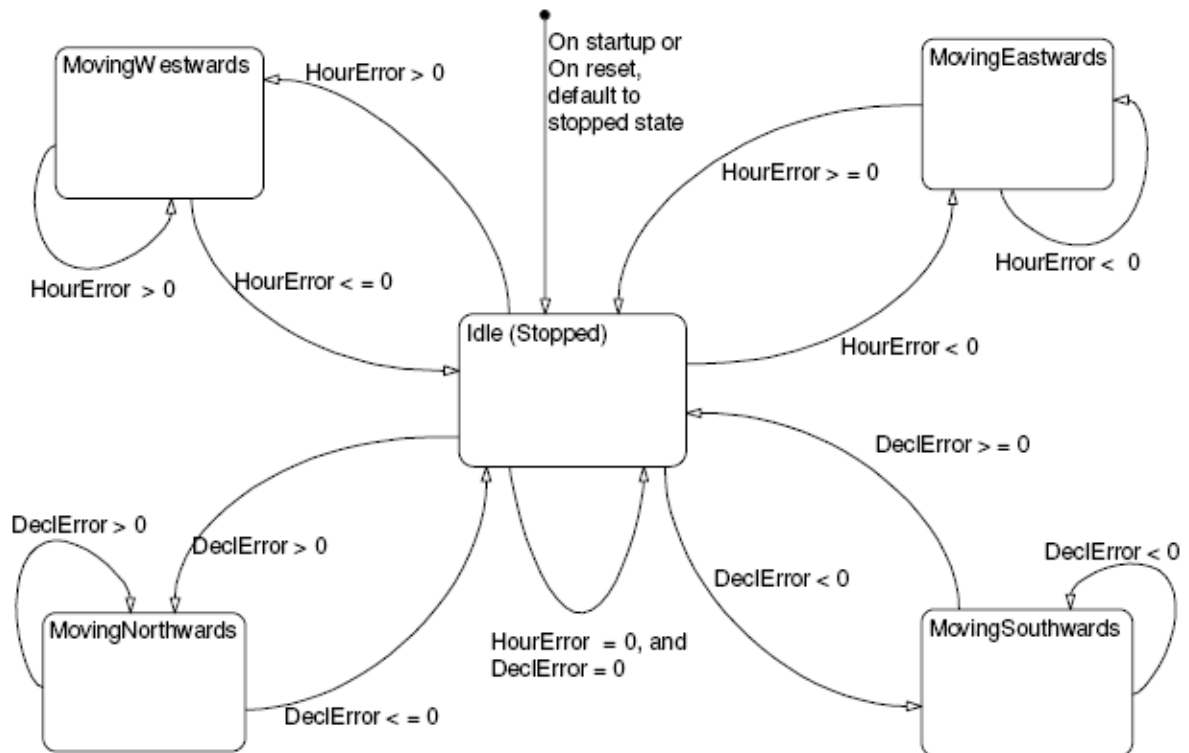 On startup or
On reset,
default to
stopped state
MovingWestwards
HourError > 0
MovingEastwards
HourError > = 0
HourError > 0
HourError < = 0
HourError < 0
Idle (Stopped)
HourError < 0
DeclError > = 0
DeclError > 0
DeclError > 0
DeclError < 0
DeclError < 0
MovingNorthwards
HourError = 0, and
DeclError = 0
MovingSouthwards
DeclError < = 0